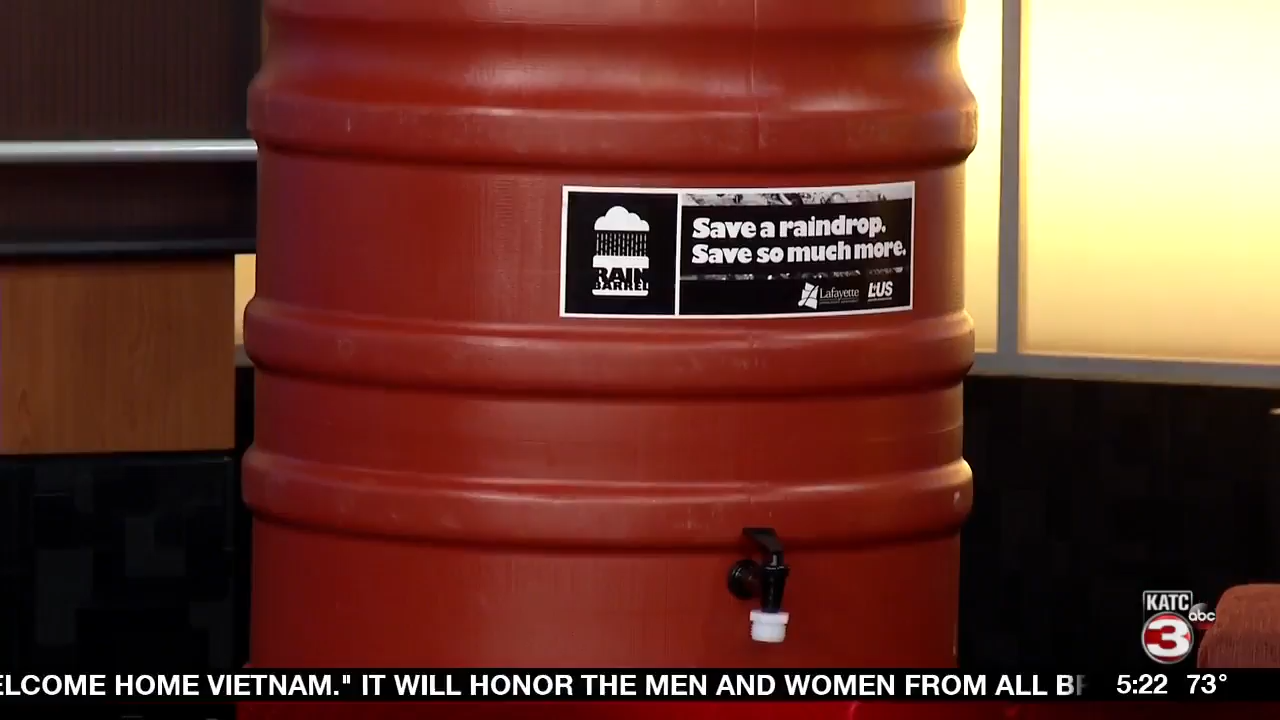 RAIN
BARREL
Save a raindrop.
Save so much more.
Lafayette
LUS
KATC
3
abc
ELCOME HOME VIETNAM." IT WILL HONOR THE MEN AND WOMEN FROM ALL BR
5:22 73°